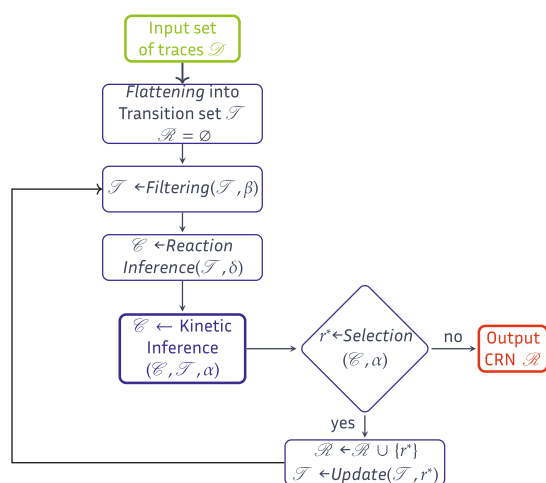 Input set
of traces 𝒟
Flattening into
Transition set 𝒯
ℛ = ∅
𝒯 ←Filtering(𝒯, β)
𝒞 ←Reaction
Inference(𝒯, δ)
𝒞 ← Kinetic
Inference
(𝒞, 𝒯, α)
r*←Selection
(𝒞, α)
no
Output
CRN ℛ
yes
ℛ ←ℛ ∪ {r*}
𝒯 ←Update(𝒯, r*)